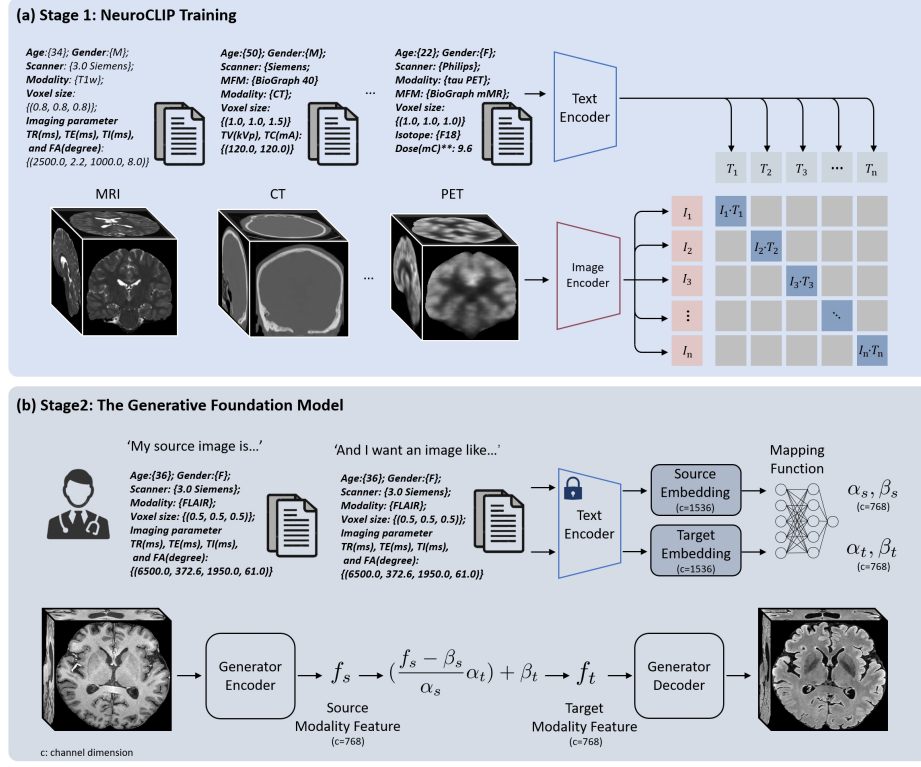 (a) Stage 1: NeuroCLIP Training
Age:{34}; Gender:{M};
Scanner: {3.0 Siemens};
Modality: {T1w};
Voxel size:
{(0.8, 0.8, 0.8)};
Imaging parameter
TR(ms), TE(ms), TI(ms),
and FA(degree):
{(2500.0, 2.2, 1000.0, 8.0)}
Age:{50}; Gender:{M};
Scanner: {Siemens;
MFM: {BioGraph 40}
Modality: {CT};
Voxel size:
{(1.0, 1.0, 1.5)}
TV(kVp), TC(mA):
{(120.0, 120.0)}
...
Age:{22}; Gender:{F};
Scanner: {Philips};
Modality: {tau PET};
MFM: {BioGraph mMR};
Voxel size:
{(1.0, 1.0, 1.0)}
Isotope: {F18}
Dose(mC)**: 9.6
Text
Encoder
T₁ T₂ T₃ ... Tₙ
MRI
CT
...
PET
Image
Encoder
I₁ I₁·T₁
I₂ I₂·T₂
I₃ I₃·T₃
⋮ ⋱
Iₙ Iₙ·Tₙ
(b) Stage2: The Generative Foundation Model
'My source image is...'
Age:{36}; Gender:{F};
Scanner: {3.0 Siemens};
Modality: {FLAIR};
Voxel size: {(0.5, 0.5, 0.5)};
Imaging parameter
TR(ms), TE(ms), TI(ms),
and FA(degree):
{(6500.0, 372.6, 1950.0, 61.0)}
'And I want an image like...'
Age:{36}; Gender:{F};
Scanner: {3.0 Siemens};
Modality: {FLAIR};
Voxel size: {(0.5, 0.5, 0.5)};
Imaging parameter
TR(ms), TE(ms), TI(ms),
and FA(degree):
{(6500.0, 372.6, 1950.0, 61.0)}
Text
Encoder
Source
Embedding
(c=1536)
Target
Embedding
(c=1536)
Mapping
Function
αₛ, βₛ
(c=768)
αₜ, βₜ
(c=768)
Generator
Encoder
fₛ
Source
Modality Feature
(c=768)
((fₛ − βₛ)/αₛ αₜ) + βₜ
fₜ
Target
Modality Feature
(c=768)
Generator
Decoder
c: channel dimension